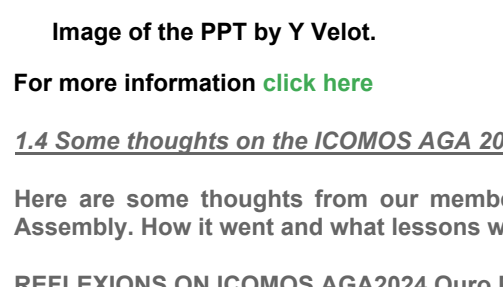 Image of the PPT by Y Velot.
For more information click here
1.4 Some thoughts on the ICOMOS AGA 20
Here are some thoughts from our memb
Assembly. How it went and what lessons w
REFLEXIONS ON ICOMOS AGA2024 Ouro